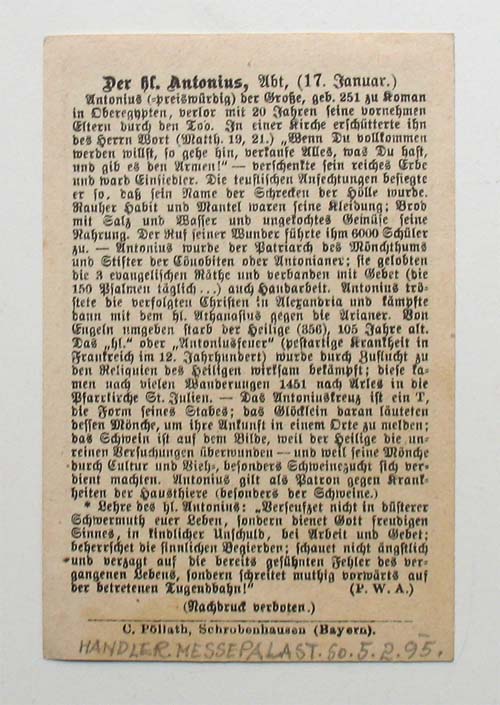 Der hl. Antonius, Abt, (17. Januar.)
Antonius (=preiswürdig) der Große, geb. 251 zu Koman
in Oberegypten, verlor mit 20 Jahren seine vornehmen
Eltern durch den Tod. In einer Kirche erschütterte ihn
des Herrn Wort (Matth. 19, 21.) „Wenn Du vollkommen
werden willst, so gehe hin, verkaufe Alles, was Du hast,
und gib es den Armen!" — verschenkte sein reiches Erbe
und ward Einsiedler. Die teuflischen Anfechtungen besiegte
er so, daß sein Name der Schrecken der Hölle wurde.
Rauher Habit und Mantel waren seine Kleidung; Brod
mit Salz und Wasser und ungekochtes Gemüse seine
Nahrung. Der Ruf seiner Wunder führte ihm 6000 Schüler
zu. — Antonius wurde der Patriarch des Mönchthums
und Stifter der Cönobiten oder Antonianer; sie gelobten
die 3 evangelischen Räthe und verbanden mit Gebet (die
150 Psalmen täglich...) auch Handarbeit. Antonius trö-
stete die verfolgten Christen in Alexandria und kämpfte
dann mit dem hl. Athanasius gegen die Arianer. Von
Engeln umgeben starb der Heilige (356), 105 Jahre alt.
Das „hl." oder „Antoniusfeuer" (pestartige Krankheit in
Frankreich im 12. Jahrhundert) wurde durch Zuflucht zu
den Reliquien des Heiligen wirksam bekämpft; diese ka-
men nach vielen Wanderungen 1451 nach Arles in die
Pfarrkirche St. Julien. — Das Antoniuskreuz ist ein T,
die Form seines Stabes; das Glöcklein daran läuteten
dessen Mönche, um ihre Ankunft in einem Orte zu melden;
das Schwein ist auf dem Bilde, weil der Heilige die un-
reinen Versuchungen überwunden — und weil seine Mönche
durch Cultur und Vieh-, besonders Schweinezucht sich ver-
dient machten. Antonius gilt als Patron gegen Krank-
heiten der Hausthiere (besonders der Schweine.)
* Lehre des hl. Antonius: „Verseufzet nicht in düsterer
Schwermuth euer Leben, sondern dienet Gott freudigen
Sinnes, in kindlicher Unschuld, bei Arbeit und Gebet;
beherrschet die sinnlichen Begierden; schauet nicht ängstlich
und verzagt auf die bereits gesühnten Fehler des ver-
gangenen Lebens, sondern schreitet muthig vorwärts auf
der betretenen Tugendbahn!" (P. W. A.)
(Nachdruck verboten.)
C. Pöllath, Schrobenhausen (Bayern).
HÄNDLER. MESSEPALAST. So. 5. 2. 95.